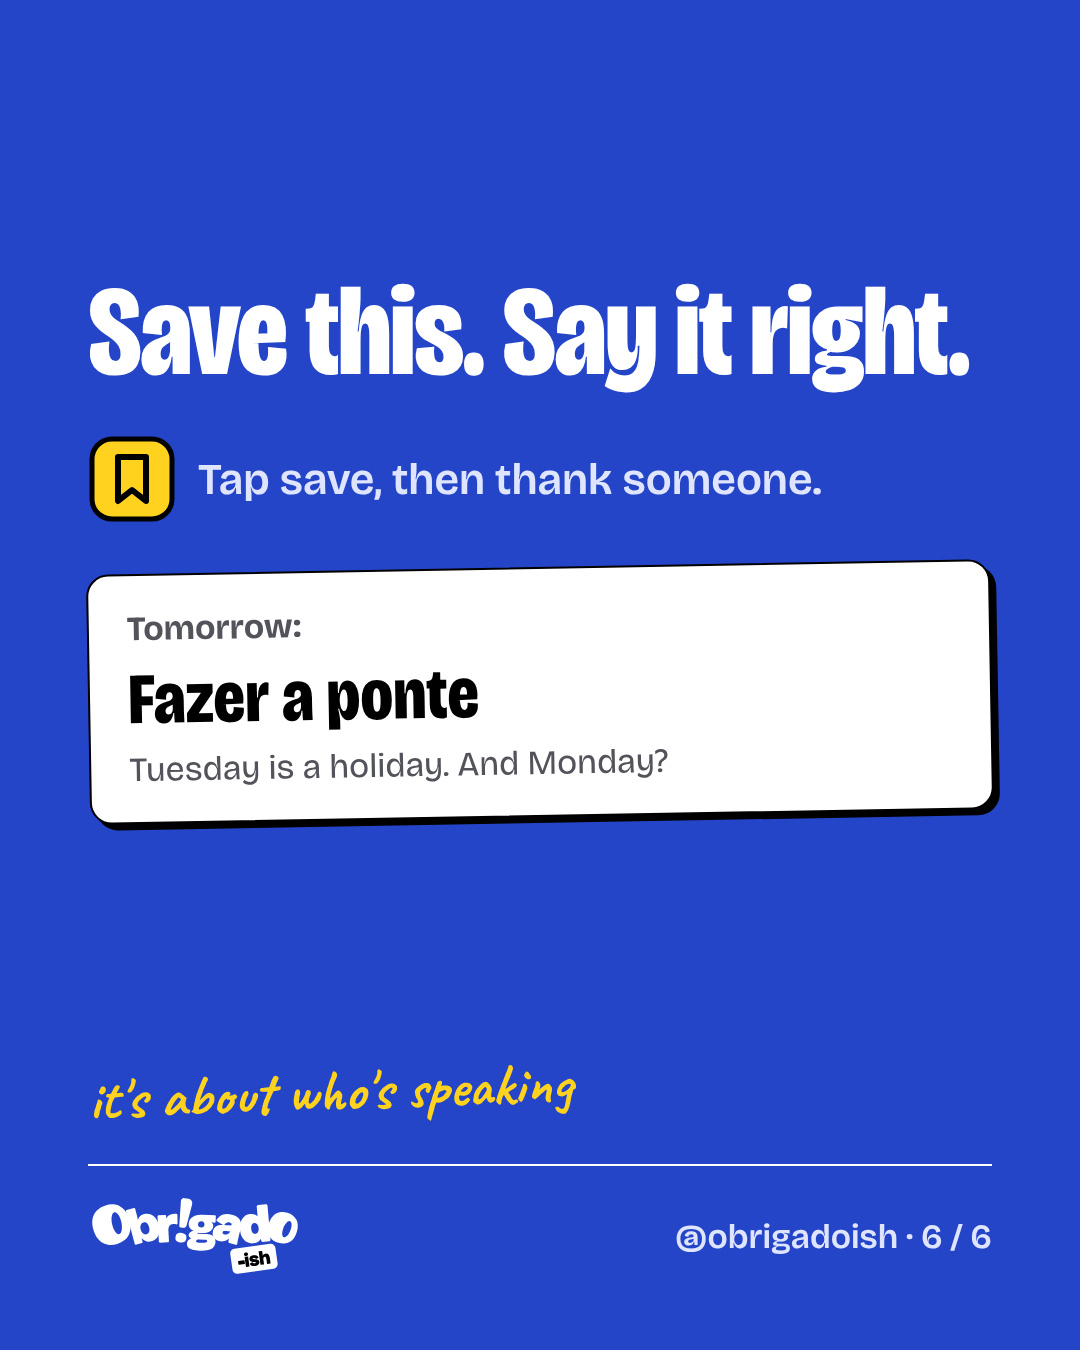 Save this. Say it right.
Tap save, then thank someone.
Tomorrow:
Fazer a ponte
Tuesday is a holiday. And Monday?
it's about who's speaking
Obr!gado
-ish
@obrigadoish · 6 / 6